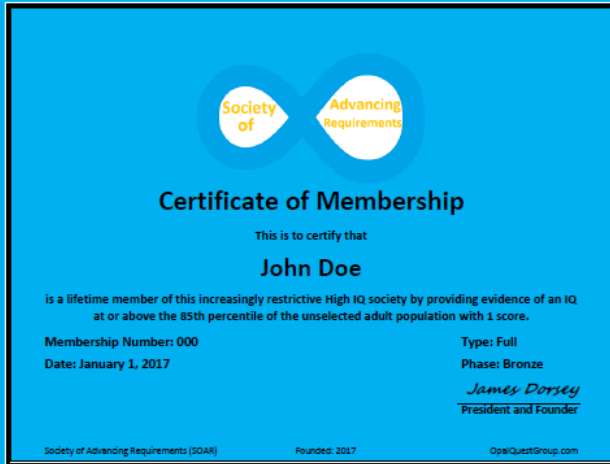 Society of
Advancing Requirements
Certificate of Membership
This is to certify that
John Doe
is a lifetime member of this increasingly restrictive High IQ society by providing evidence of an IQ
at or above the 85th percentile of the unselected adult population with 1 score.
Membership Number: 000
Type: Full
Date: January 1, 2017
Phase: Bronze
James Dorsey
President and Founder
Society of Advancing Requirements (SOAR)
Founded: 2017
OpalQuestGroup.com